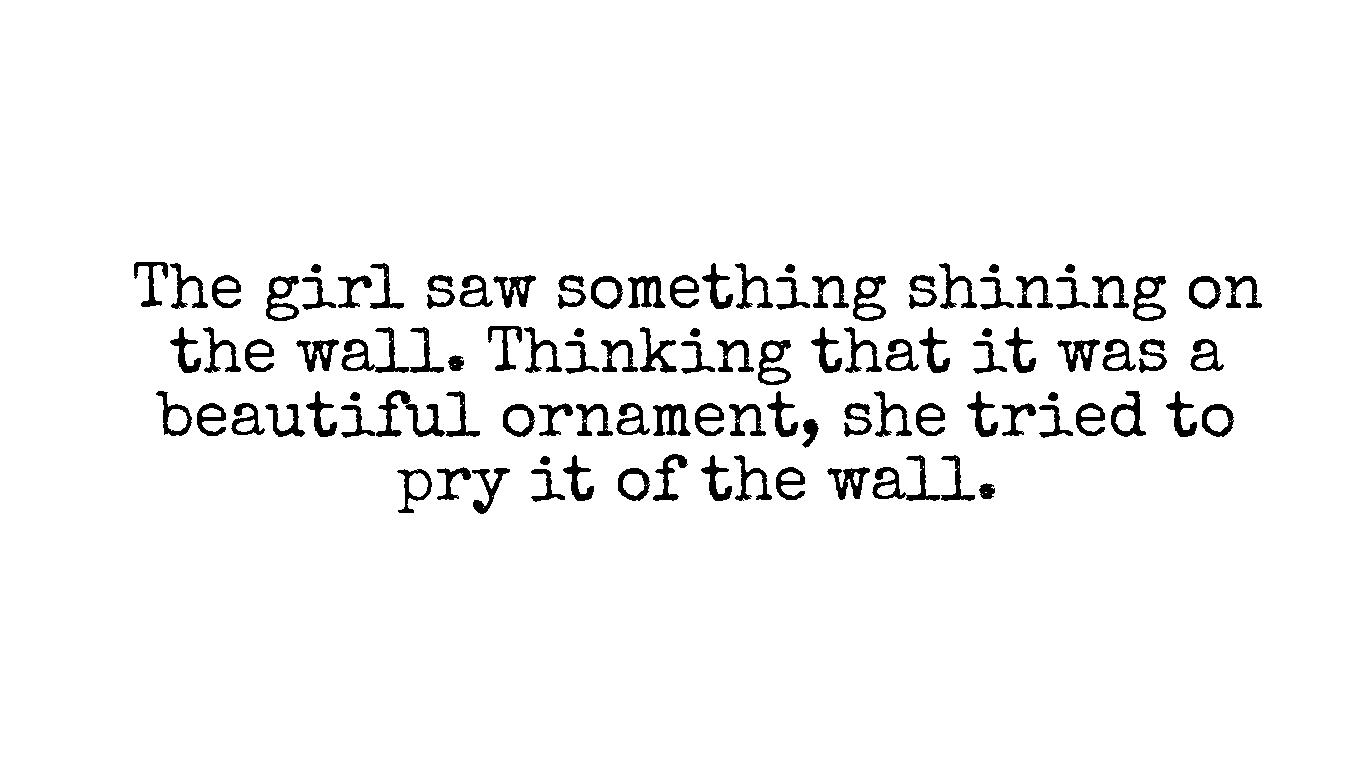 The girl saw something shining on
the wall. Thinking that it was a
beautiful ornament, she tried to
pry it of the wall.